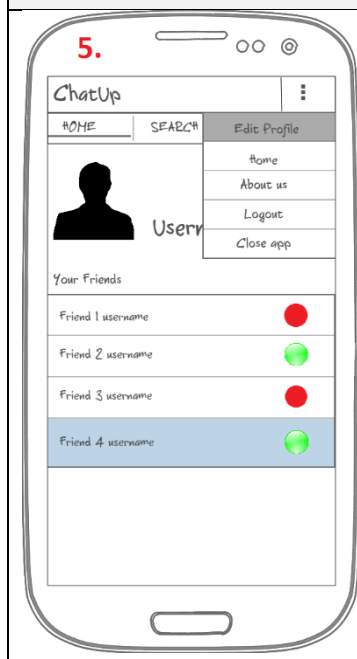 5.
ChatUp
HOME SEARCH Edit Profile
Home
About us
Logout
Close app
Your Friends
Friend 1 username
Friend 2 username
Friend 3 username
Friend 4 username